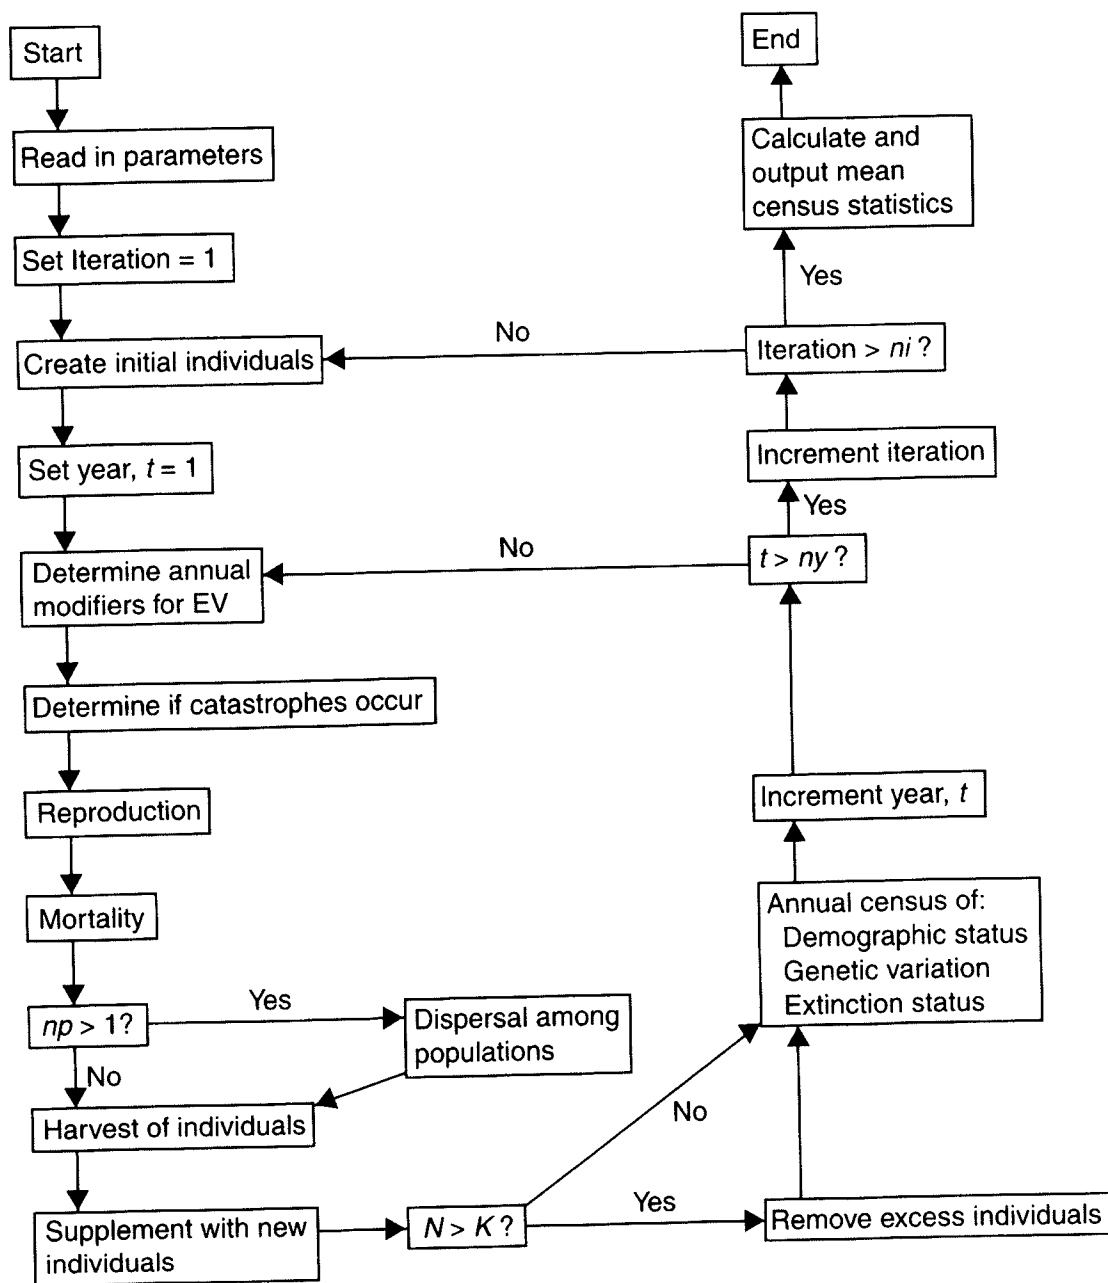 Start
Read in parameters
Set Iteration = 1
Create initial individuals
Set year, t = 1
Determine annual
modifiers for EV
Determine if catastrophes occur
Reproduction
Mortality
np > 1?
Yes
Dispersal among
populations
No
Harvest of individuals
Supplement with new
individuals
N > K ?
No
Yes
Remove excess individuals
Annual census of:
Demographic status
Genetic variation
Extinction status
Increment year, t
t > ny ?
No
Yes
Increment iteration
Iteration > ni ?
No
Yes
Calculate and
output mean
census statistics
End